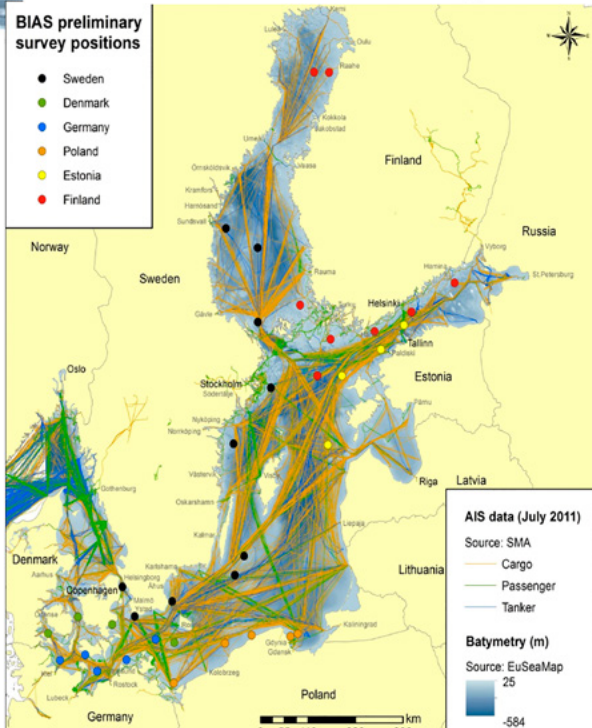 BIAS preliminary
survey positions
Sweden
Denmark
Germany
Poland
Estonia
Finland
Kemi
Luleå
Oulu
Raahe
Kokkola
Jakobstad
Umeå
Vaasa
Finland
Örnsköldsvik
Kramfors
Härnösand
Sundsvall
Norway
Sweden
Russia
Vyborg
Hamina
St.Petersburg
Rauma
Helsinki
Gävle
Tallinn
Paldiski
Oslo
Stockholm
Södertälje
Estonia
Nyköping
Norrköping
Pärnu
Gothenburg
Västervik
Visby
Riga
Latvia
Oskarshamn
Liepaja
Kalmar
Denmark
Aarhus
Helsingborg
Karlshamn
Åhus
Lithuania
Copenhagen
Malmö
Ystad
Odense
Kaliningrad
Gdynia
Gdansk
Kiel
Rostock
Kolobrzeg
Lubeck
Germany
Poland
km
AIS data (July 2011)
Source: SMA
Cargo
Passenger
Tanker
Batymetry (m)
Source: EuSeaMap
25
-584